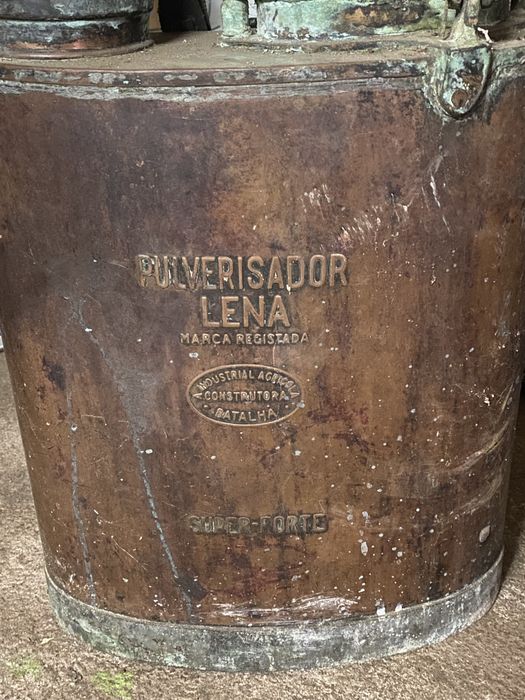 PULVERISADOR
LENA
MARCA REGISTADA
A INDUSTRIAL AGRICOLA
CONSTRUTORA
BATALHA
SUPER-FORTE